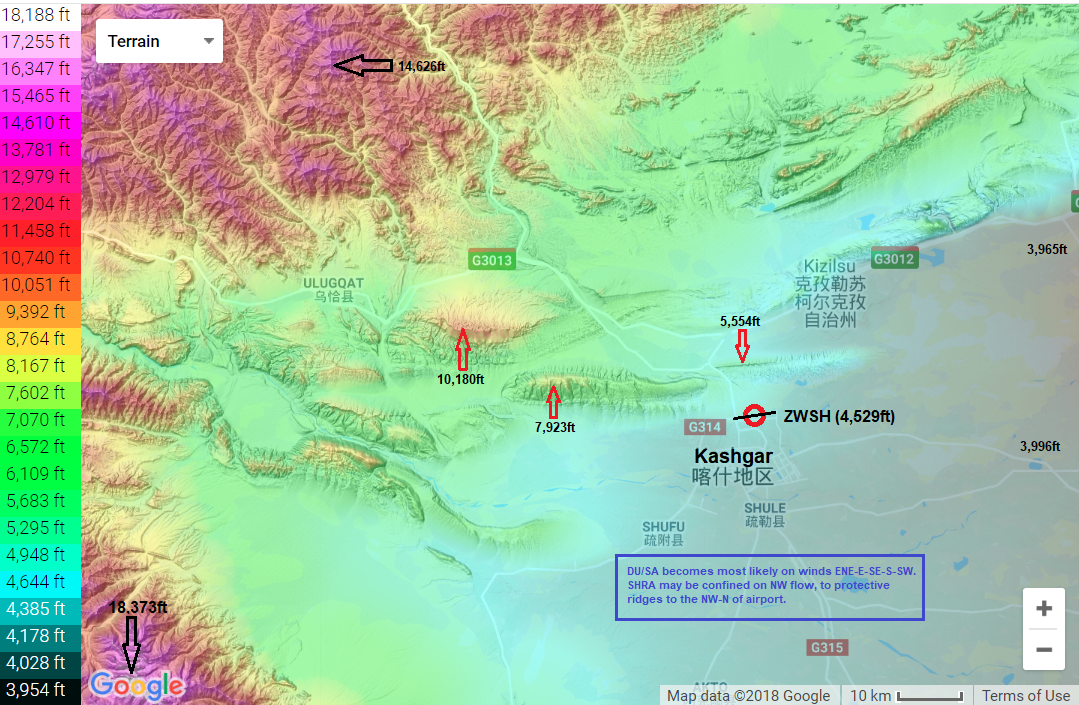 18,188 ft
17,255 ft
16,347 ft
15,465 ft
14,610 ft
13,781 ft
12,979 ft
12,204 ft
11,458 ft
10,740 ft
10,051 ft
9,392 ft
8,764 ft
8,167 ft
7,602 ft
7,070 ft
6,572 ft
6,109 ft
5,683 ft
5,295 ft
4,948 ft
4,644 ft
4,385 ft
4,178 ft
4,028 ft
3,954 ft
Terrain
14,626ft
G3013
G3012
3,965ft
Kizilsu
克孜勒苏
柯尔克孜
自治州
ULUGQAT
乌恰县
5,554ft
10,180ft
7,923ft
G314
ZWSH (4,529ft)
3,996ft
Kashgar
喀什地区
SHULE
疏勒县
SHUFU
疏附县
DU/SA becomes most likely on winds ENE-E-SE-S-SW.
SHRA may be confined on NW flow, to protective
ridges to the NW-N of airport.
18,373ft
G315
AKTO
Google
Map data ©2018 Google
10 km
Terms of Use